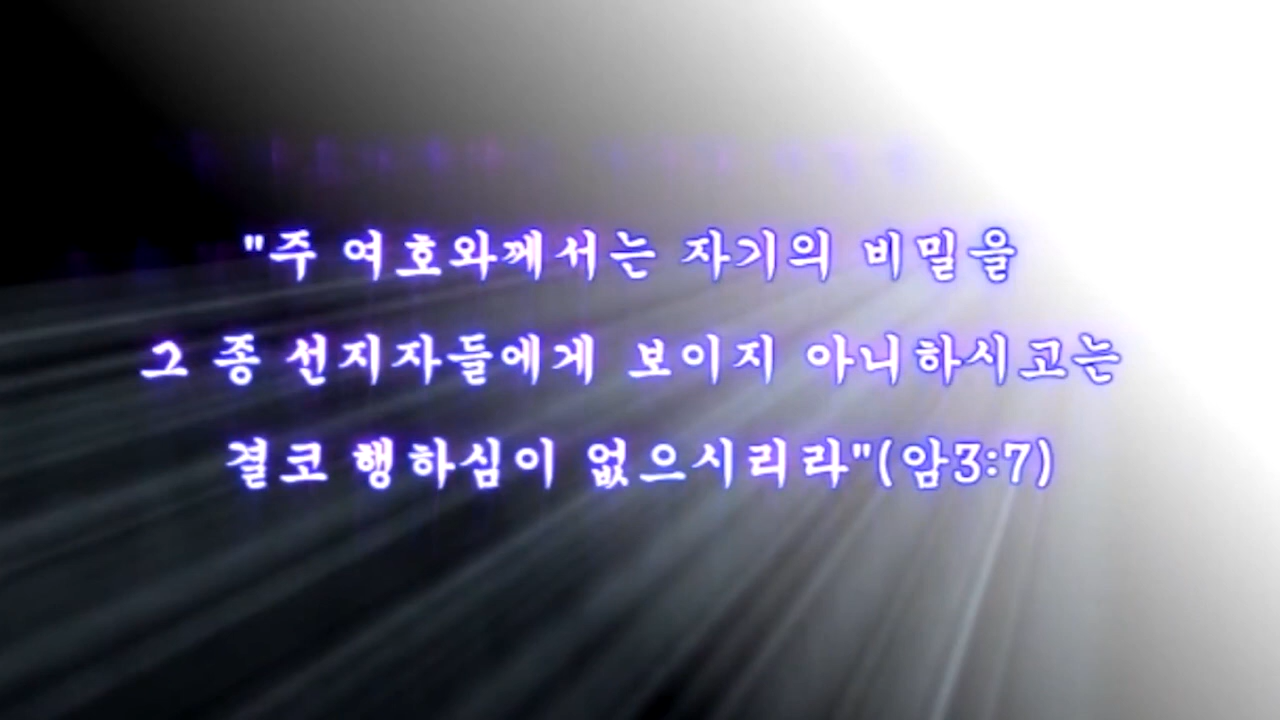 "주 여호와께서는 자기의 비밀을
그 종 선지자들에게 보이지 아니하시고는
결코 행하심이 없으시리라"(암3:7)